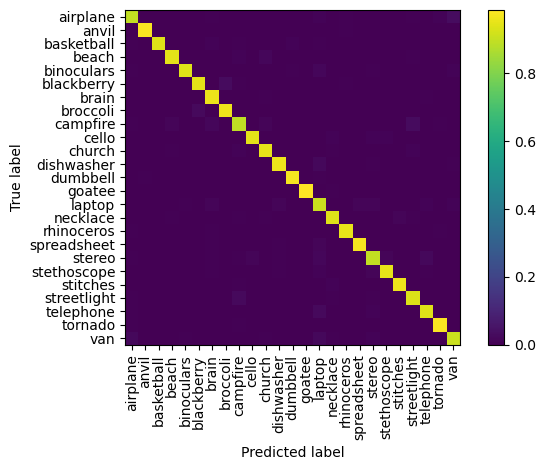 True label
airplane
anvil
basketball
beach
binoculars
blackberry
brain
broccoli
campfire
cello
church
dishwasher
dumbbell
goatee
laptop
necklace
rhinoceros
spreadsheet
stereo
stethoscope
stitches
streetlight
telephone
tornado
van
airplane
anvil
basketball
beach
binoculars
blackberry
brain
broccoli
campfire
cello
church
dishwasher
dumbbell
goatee
laptop
necklace
rhinoceros
spreadsheet
stereo
stethoscope
stitches
streetlight
telephone
tornado
van
Predicted label
0.8
0.6
0.4
0.2
0.0